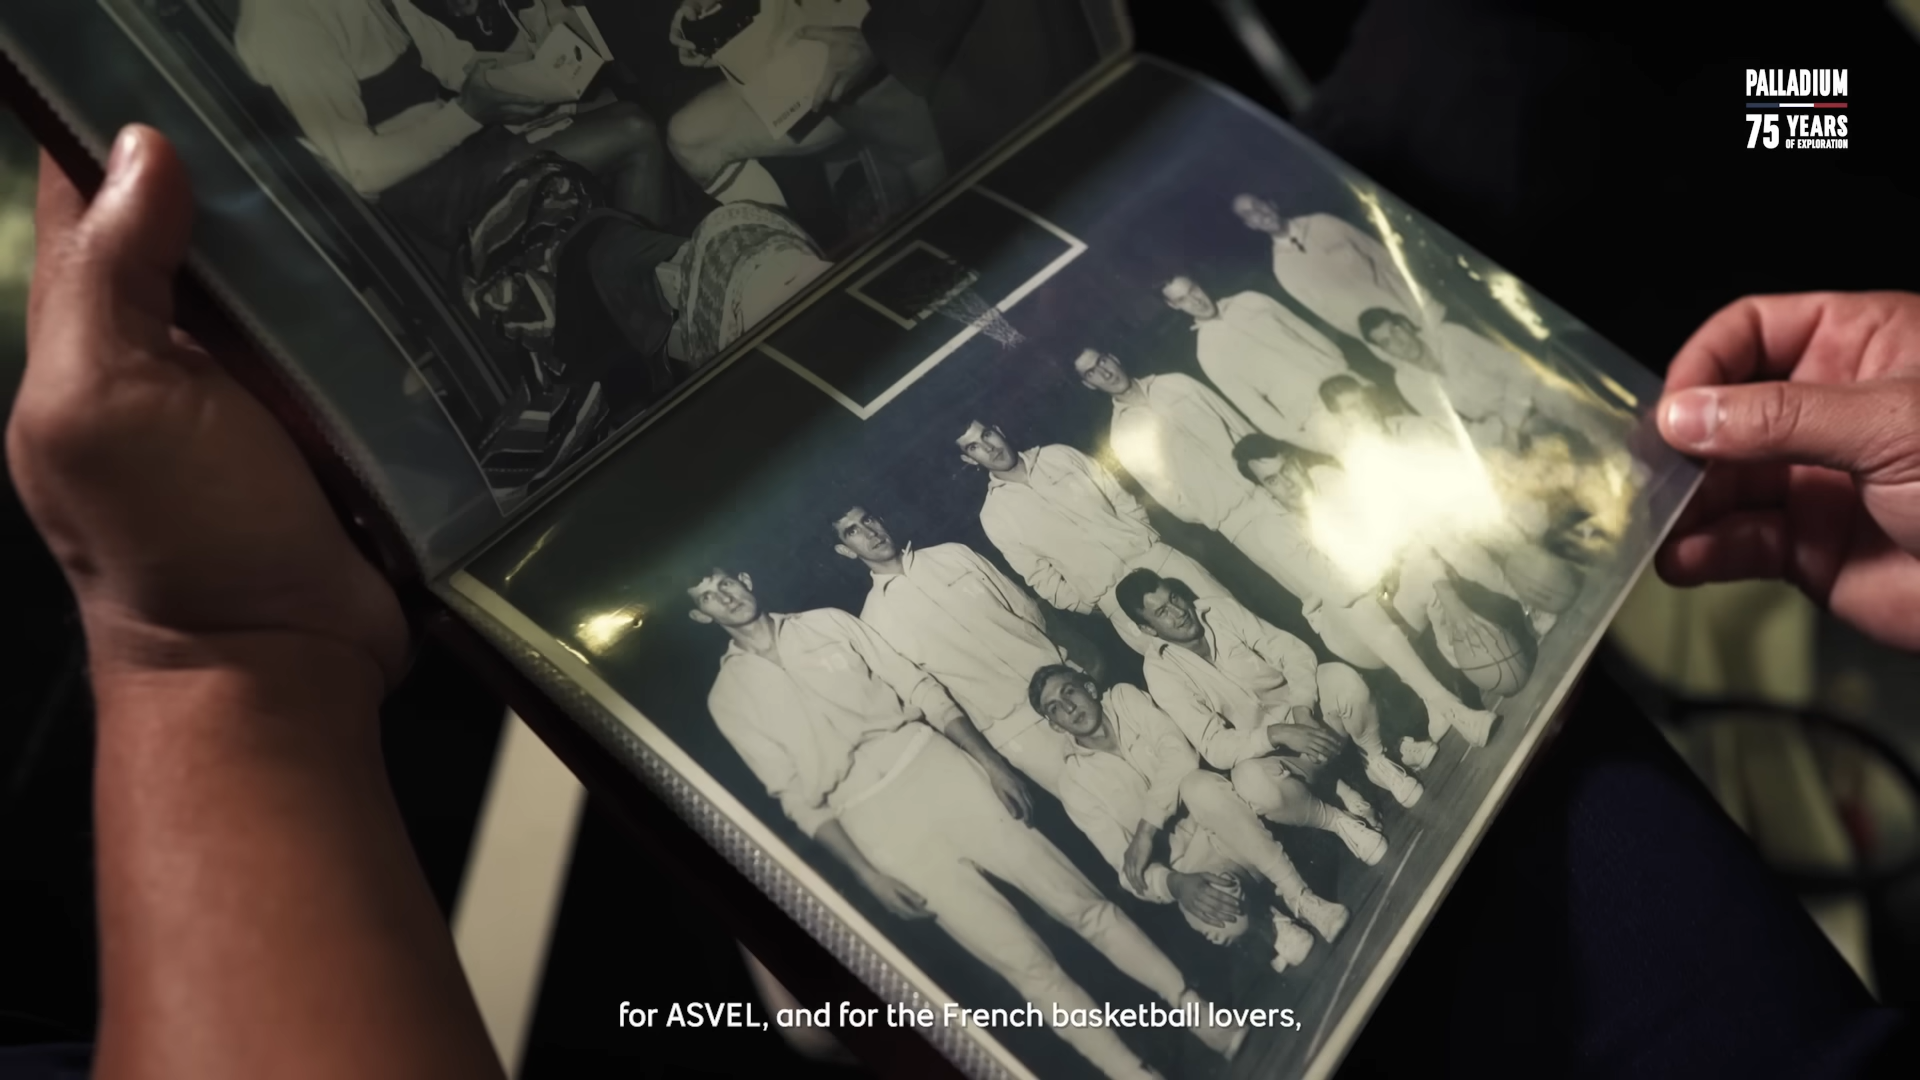 PALLADIUM
75 YEARS
OF EXPLORATION
for ASVEL, and for the French basketball lovers,